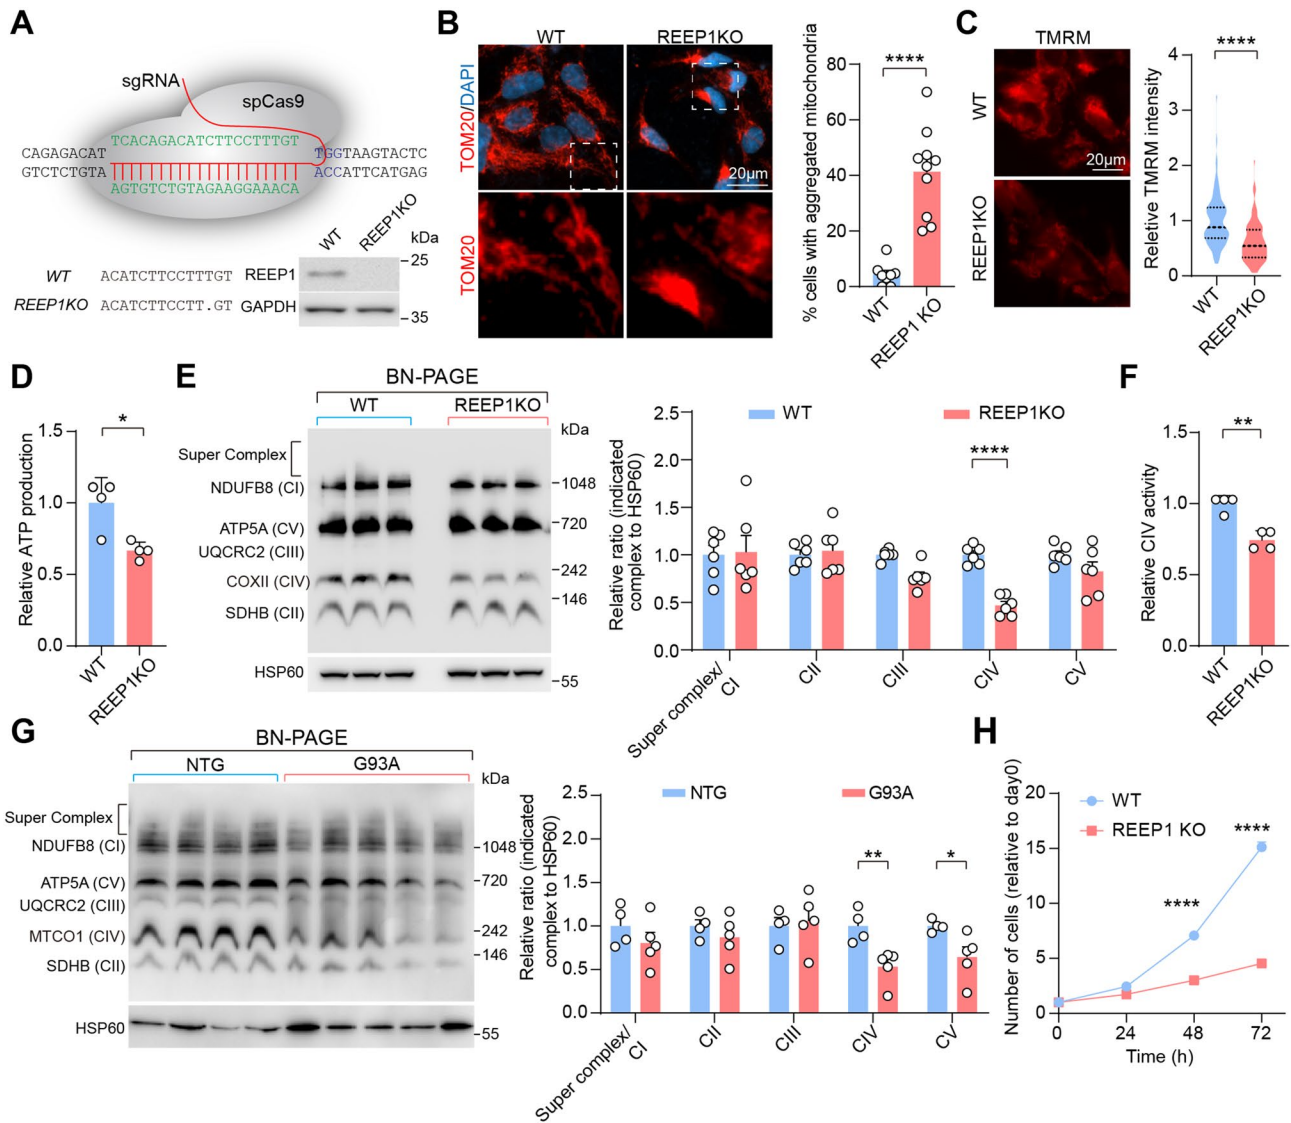 A
sgRNA
spCas9
TCACAGACATCTTCCTTTGT
CAGAGACAT
TGGTAAGTACTC
GTCTCTGTA
ACCATTCATGAG
AGTGTCTGTAGAAGGAAACA
WT
REEP1KO
kDa
WT ACATCTTCCTTTGT
REEP1
25
REEP1KO ACATCTTCCTT.GT
GAPDH
35
B
WT
REEP1KO
TOM20/DAPI
20μm
TOM20
% cells with aggregated mitochondria
80
60
40
20
0
****
WT
REEP1 KO
C
TMRM
WT
20μm
REEP1KO
Reletive TMRM intensity
4
3
2
1
0
****
WT
REEP1KO
D
Relative ATP production
1.5
1.0
0.5
0.0
*
WT
REEP1KO
E
BN-PAGE
WT
REEP1KO
kDa
Super Complex
NDUFB8 (CI)
1048
ATP5A (CV)
720
UQCRC2 (CIII)
242
COXII (CIV)
146
SDHB (CII)
HSP60
55
Relative ratio (indicated
complex to HSP60)
2.5
2.0
1.5
1.0
0.5
0.0
WT
REEP1KO
****
Super complex/
CI
CII
CIII
CIV
CV
F
Relative CIV activity
1.5
1.0
0.5
0.0
**
WT
REEP1KO
G
BN-PAGE
NTG
G93A
kDa
Super Complex
NDUFB8 (CI)
1048
ATP5A (CV)
720
UQCRC2 (CIII)
MTCO1 (CIV)
242
146
SDHB (CII)
HSP60
55
Relative ratio (indicated
complex to HSP60)
2.5
2.0
1.5
1.0
0.5
0.0
NTG
G93A
**
*
Super complex/
CI
CII
CIII
CIV
CV
H
Number of cells (relative to day0)
20
15
10
5
0
WT
REEP1 KO
****
****
0
24
48
72
Time (h)